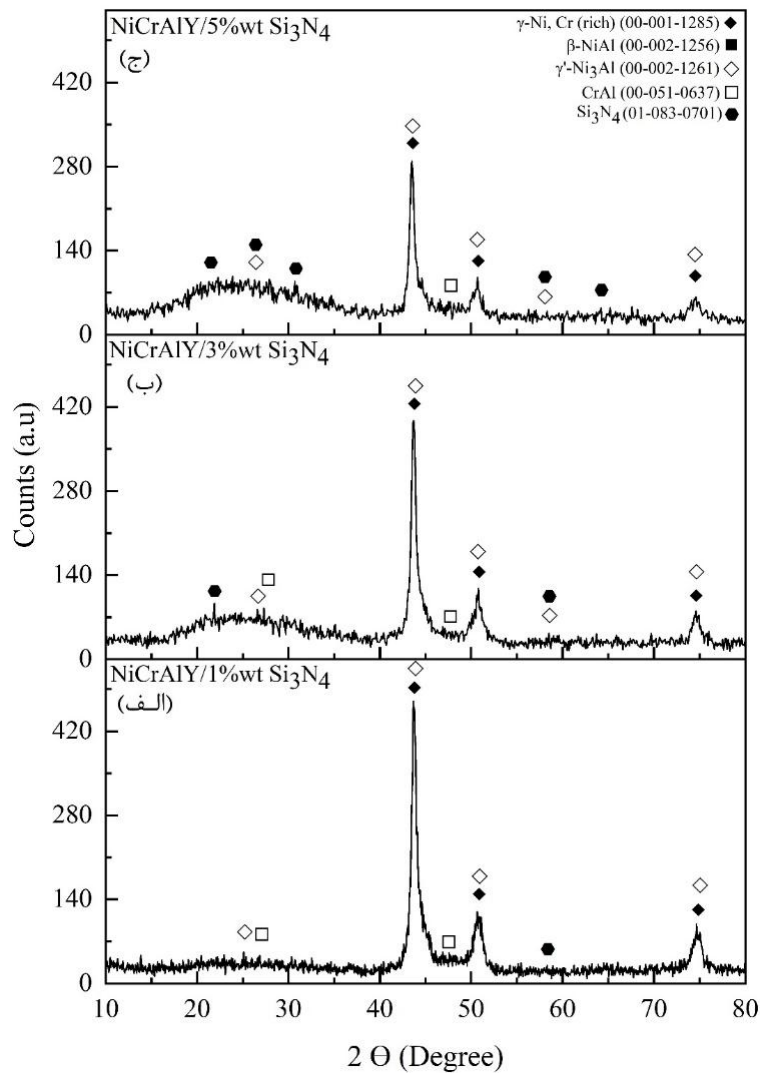 NiCrAlY/5%wt Si3N4
(ج)
γ-Ni, Cr (rich) (00-001-1285)
β-NiAl (00-002-1256)
γ'-Ni3Al (00-002-1261)
CrAl (00-051-0637)
Si3N4 (01-083-0701)
420
280
140
0
NiCrAlY/3%wt Si3N4
(ب)
420
280
140
0
NiCrAlY/1%wt Si3N4
(الـف)
420
280
140
0
Counts (a.u)
10 20 30 40 50 60 70 80
2 Θ (Degree)